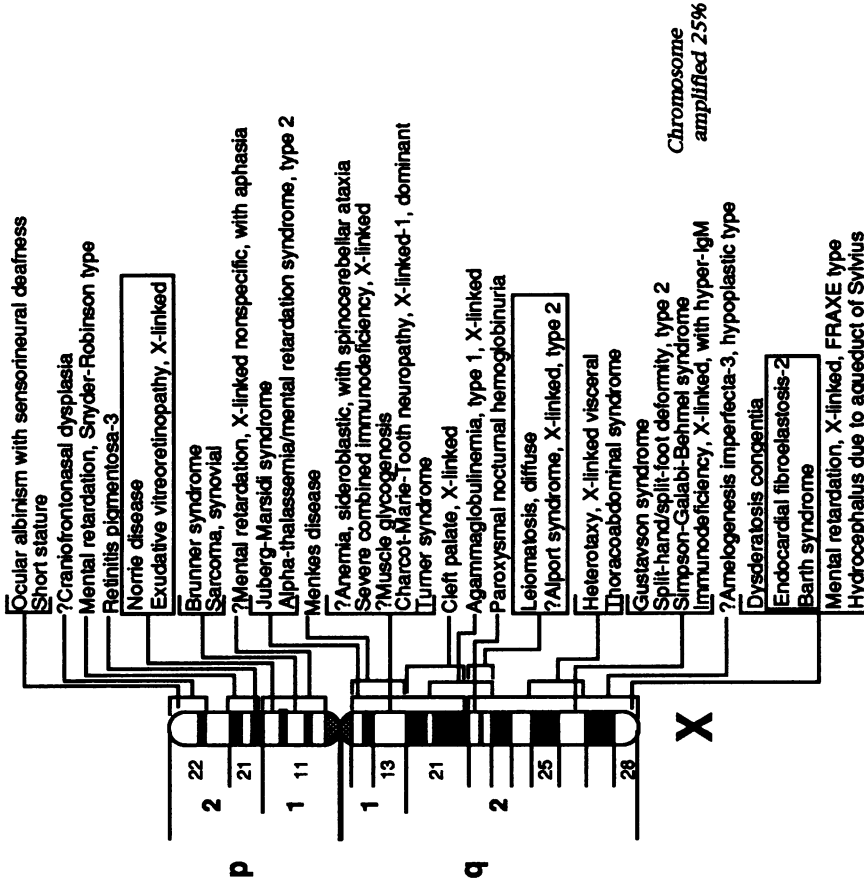 Ocular albinism with sensorineural deafness
Short stature
?Craniofrontonasal dysplasia
Mental retardation, Snyder-Robinson type
Retinitis pigmentosa-3
Norrie disease
Exudative vitreoretinopathy, X-linked
Brunner syndrome
Sarcoma, synovial
?Mental retardation, X-linked nonspecific, with aphasia
Juberg-Marsidi syndrome
Alpha-thalassemia/mental retardation syndrome, type 2
Menkes disease
?Anemia, sideroblastic, with spinocerebellar ataxia
Severe combined immunodeficiency, X-linked
?Muscle glycogenosis
Charcot-Marie-Tooth neuropathy, X-linked-1, dominant
Turner syndrome
Cleft palate, X-linked
Agammaglobulinemia, type 1, X-linked
Paroxysmal nocturnal hemoglobinuria
Leiomatosis, diffuse
?Alport syndrome, X-linked, type 2
Heterotaxy, X-linked visceral
Thoracoabdominal syndrome
Gustavson syndrome
Split-hand/split-foot deformity, type 2
Simpson-Galabi-Behmel syndrome
Immunodeficiency, X-linked, with hyper-IgM
?Amelogenesis imperfecta-3, hypoplastic type
Dysderatosis congentia
Endocardial fibroelastosis-2
Barth syndrome
Mental retardation, X-linked, FRAXE type
Hydrocephalus due to aqueduct of Sylvius
Chromosome
amplified 25%
22
21
11
13
21
25
28
2
1
1
2
p
q
X